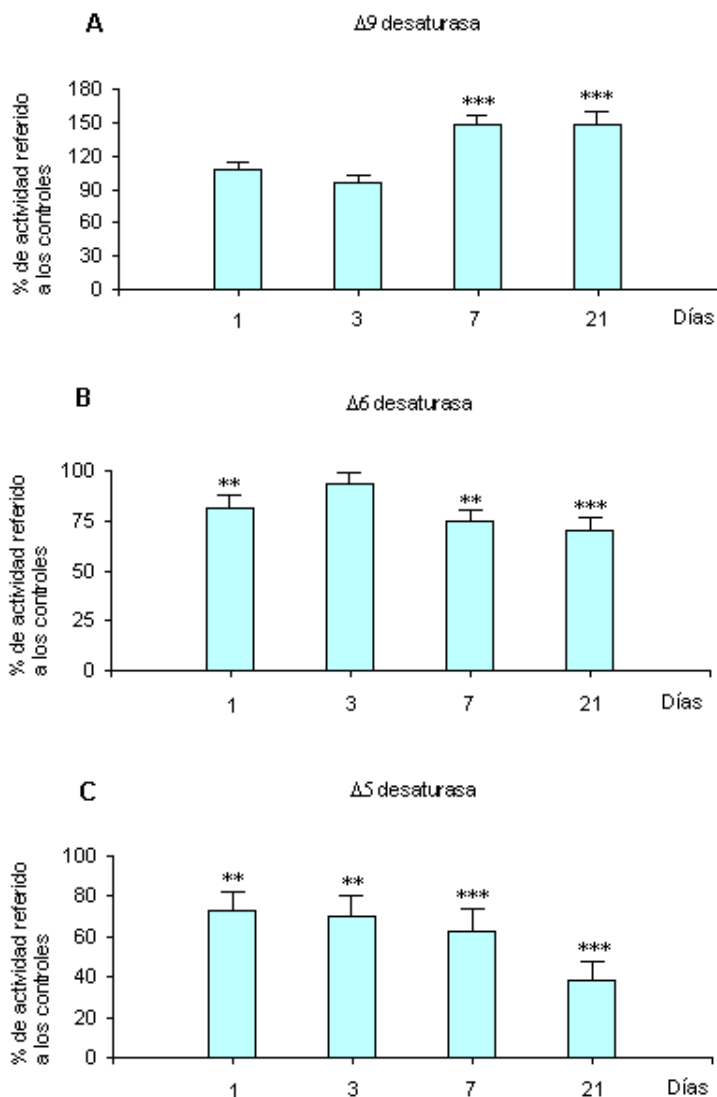 A
Δ9 desaturasa
% de actividad referido
a los controles
180
150
120
90
60
30
0
***
***
1
3
7
21
Días
B
Δ6 desaturasa
% de actividad referido
a los controles
100
75
50
25
0
**
**
***
1
3
7
21
Días
C
Δ5 desaturasa
% de actividad referido
a los controles
100
80
60
40
20
0
**
**
***
***
1
3
7
21
Días